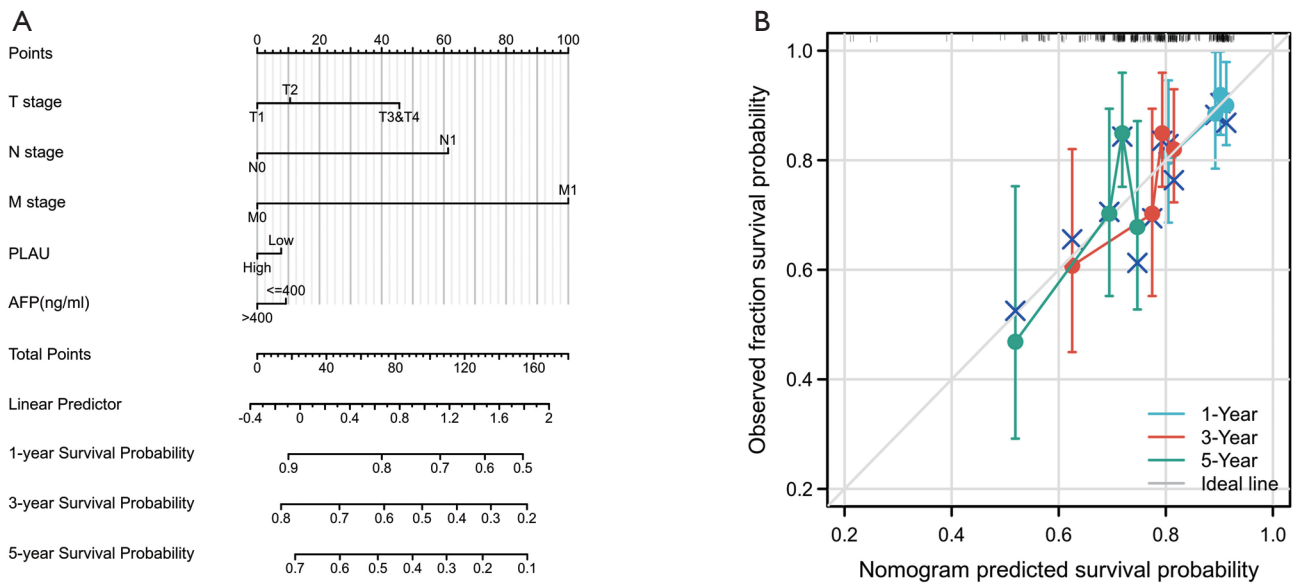 A
Points
0 20 40 60 80 100
T stage
T2
T1 T3&T4
N stage
N1
N0
M stage
M1
M0
PLAU
Low
High
AFP(ng/ml)
<=400
>400
Total Points
0 40 80 120 160
Linear Predictor
-0.4 0 0.4 0.8 1.2 1.6 2
1-year Survival Probability
0.9 0.8 0.7 0.6 0.5
3-year Survival Probability
0.8 0.7 0.6 0.5 0.4 0.3 0.2
5-year Survival Probability
0.7 0.6 0.5 0.4 0.3 0.2 0.1
B
Observed fraction survival probability
1.0
0.8
0.6
0.4
0.2
1-Year
3-Year
5-Year
Ideal line
0.2 0.4 0.6 0.8 1.0
Nomogram predicted survival probability